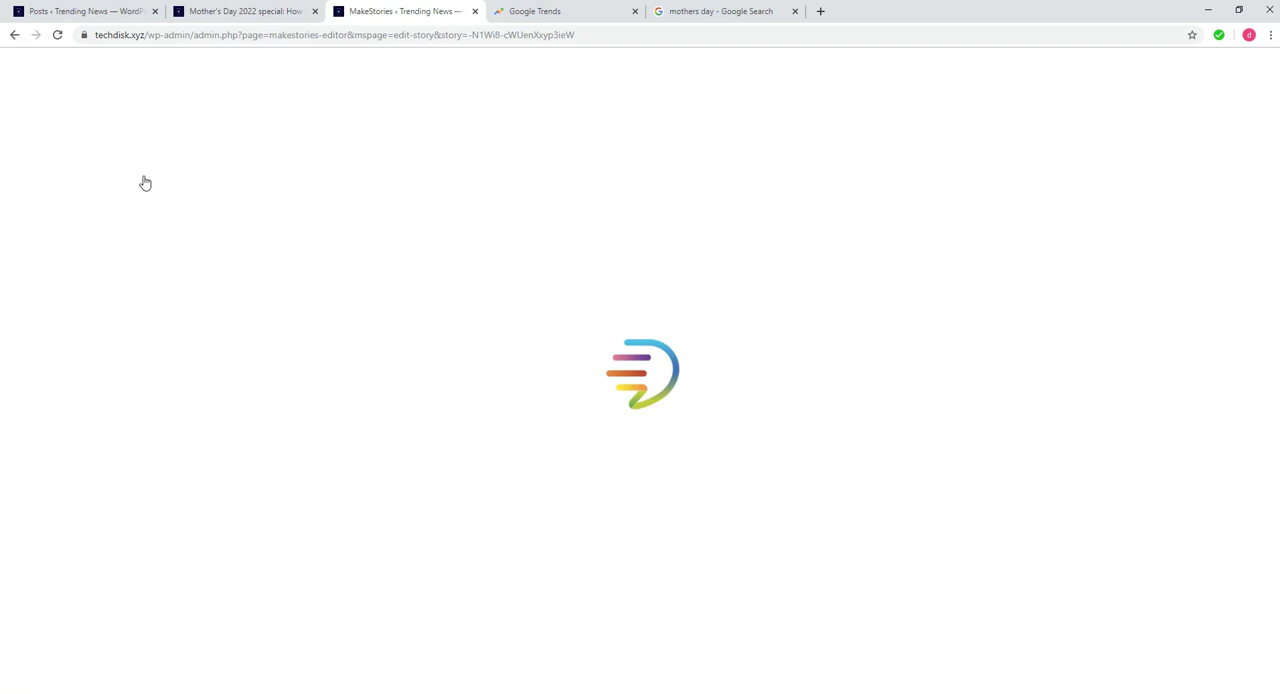 Posts ‹ Trending News — WordP
Mother's Day 2022 special: How
MakeStories ‹ Trending News —
Google Trends
mothers day - Google Search
techdisk.xyz/wp-admin/admin.php?page=makestories-editor&mspage=edit-story&story=-N1Wi8-cWUenXxyp3ieW
d